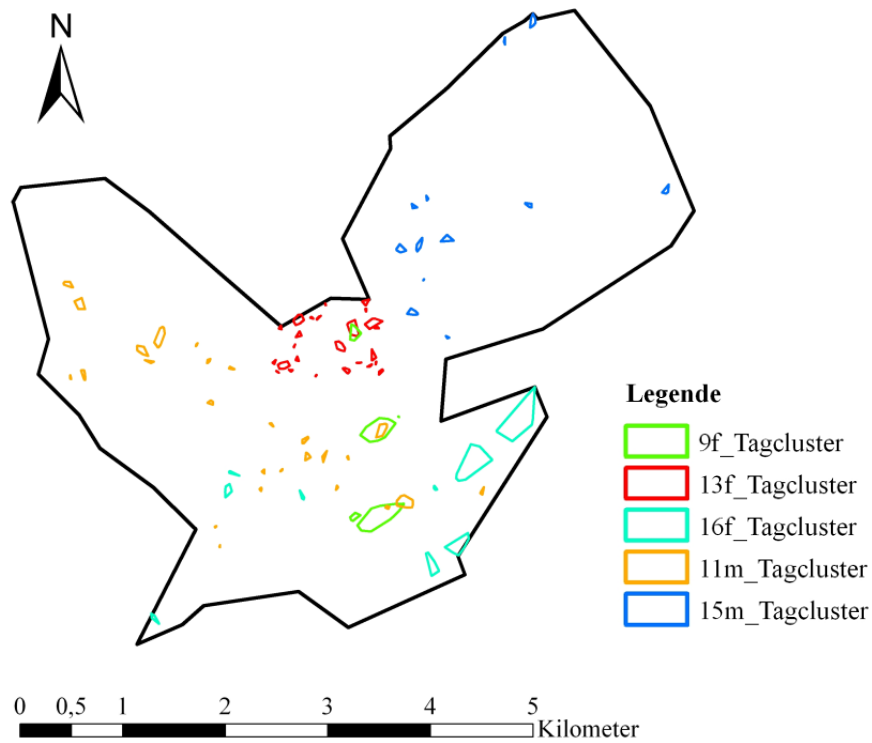 N
Legende
9f_Tagcluster
13f_Tagcluster
16f_Tagcluster
11m_Tagcluster
15m_Tagcluster
0 0,5 1 2 3 4 5
Kilometer